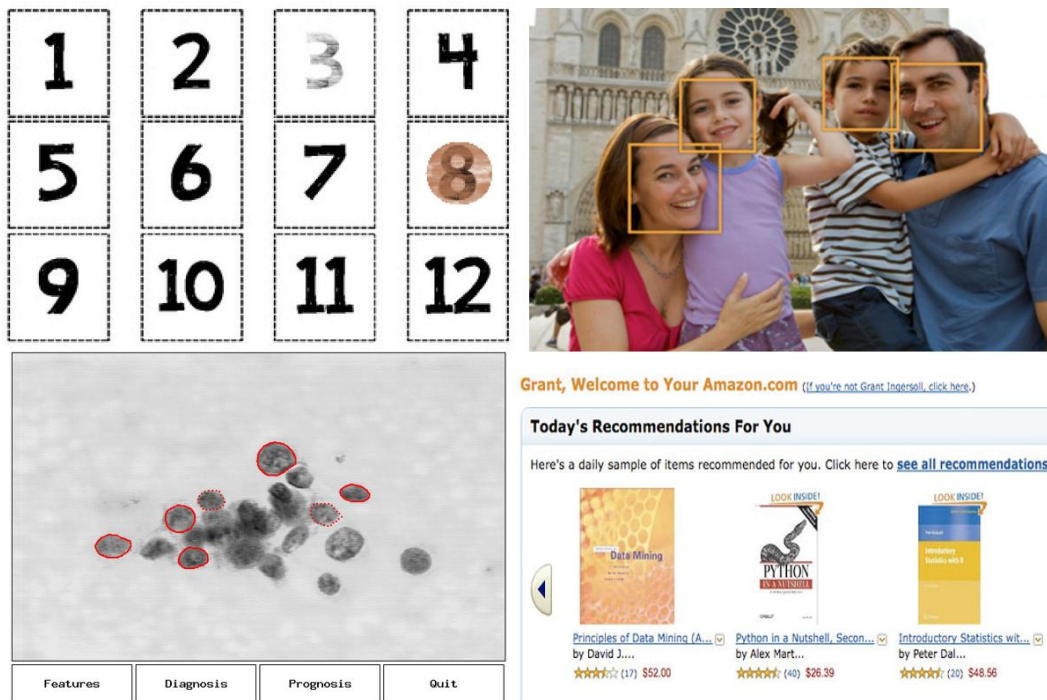 1 2 3 4
5 6 7 8
9 10 11 12
Features Diagnosis Prognosis Quit
Grant, Welcome to Your Amazon.com (If you're not Grant Ingersoll, click here.)
Today's Recommendations For You
Here's a daily sample of items recommended for you. Click here to see all recommendations
LOOK INSIDE! LOOK INSIDE!
Data Mining
PYTHON
IN A NUTSHELL
Introductory
Statistics with R
Principles of Data Mining (A... Python in a Nutshell, Secon... Introductory Statistics wit...
by David J.... by Alex Mart... by Peter Dal...
(17) $52.00 (40) $26.39 (20) $48.56